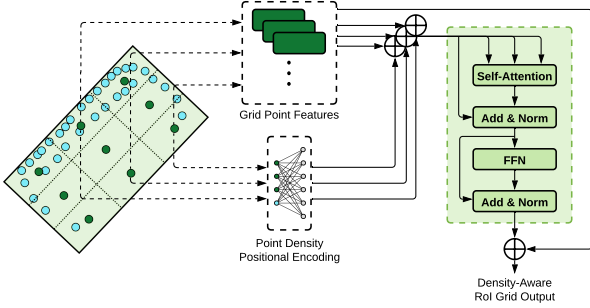 Grid Point Features
Point Density
Positional Encoding
Self-Attention
Add & Norm
FFN
Add & Norm
Density-Aware
RoI Grid Output